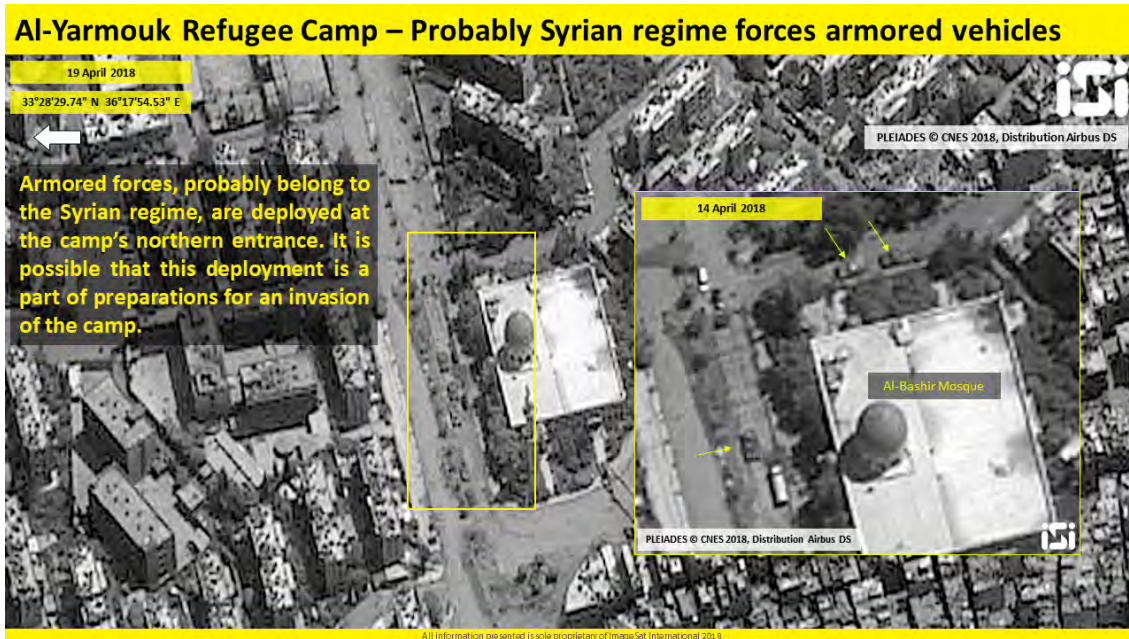 Al-Yarmouk Refugee Camp – Probably Syrian regime forces armored vehicles
19 April 2018
33°28'29.74" N 36°17'54.53" E
iSi
PLEIADES © CNES 2018, Distribution Airbus DS
Armored forces, probably belong to
the Syrian regime, are deployed at
the camp's northern entrance. It is
possible that this deployment is a
part of preparations for an invasion
of the camp.
14 April 2018
Al-Bashir Mosque
PLEIADES © CNES 2018, Distribution Airbus DS
iSi
All information presented is sole proprietary of ImageSat International 2018